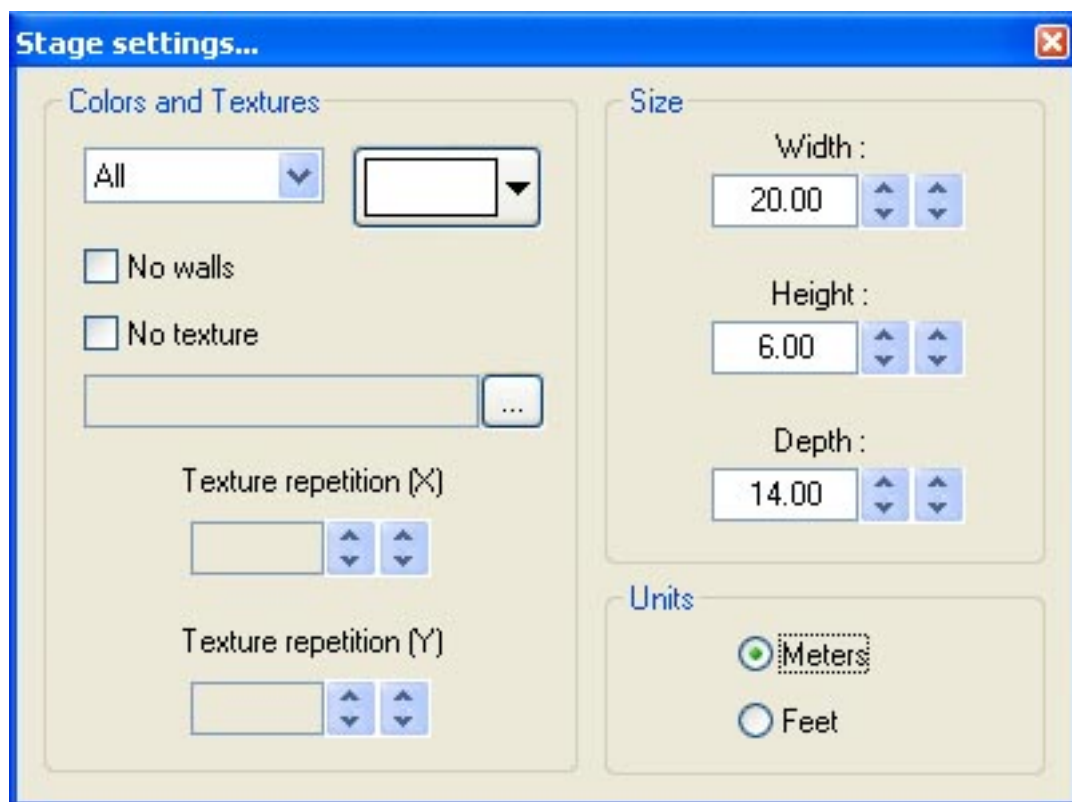 Stage settings...
Colors and Textures
All
No walls
No texture
...
Texture repetition (X)
Texture repetition (Y)
Size
Width :
20.00
Height :
6.00
Depth :
14.00
Units
Meters
Feet